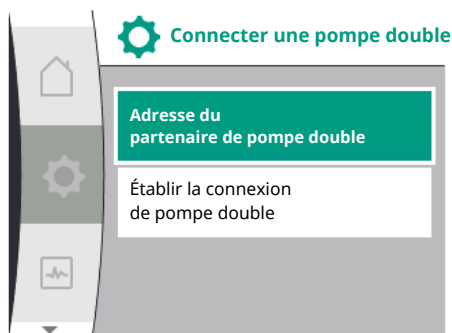 Connecter une pompe double
Adresse du
partenaire de pompe double
Établir la connexion
de pompe double